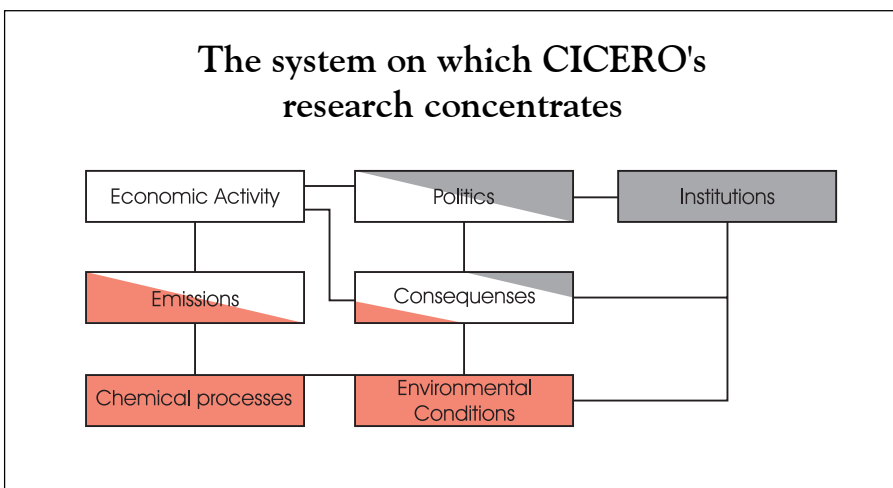 The system on which CICERO's
research concentrates
Economic Activity
Politics
Institutions
Emissions
Consequenses
Chemical processes
Environmental
Conditions